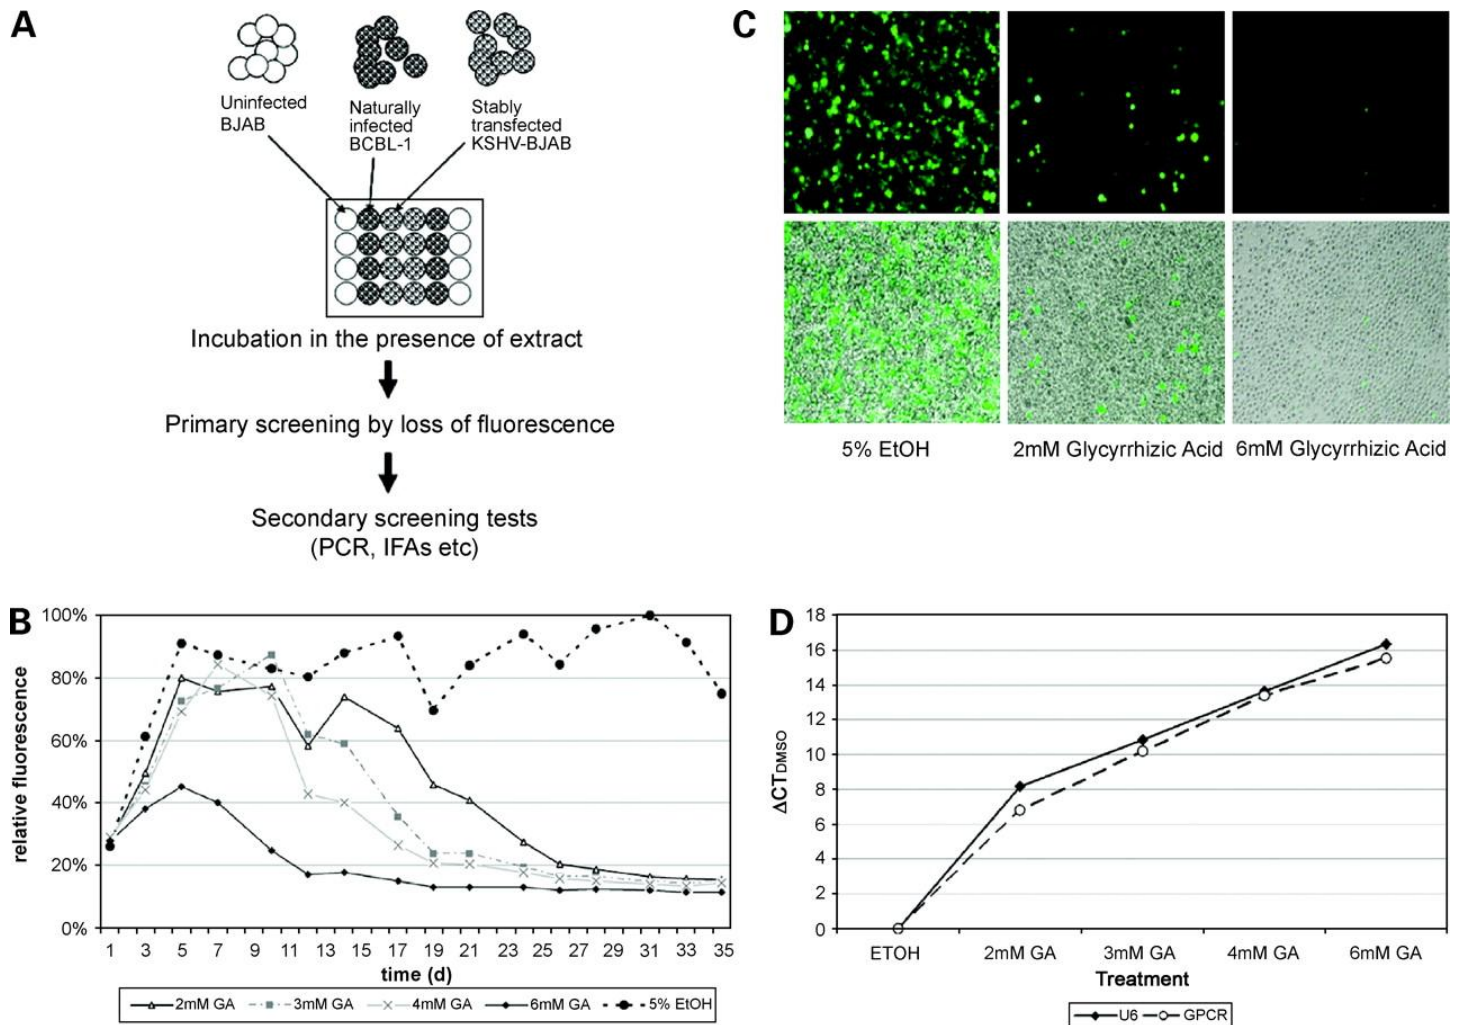 A
Uninfected
BJAB
Naturally
infected
BCBL-1
Stably
transfected
KSHV-BJAB
Incubation in the presence of extract
Primary screening by loss of fluorescence
Secondary screening tests
(PCR, IFAs etc)
C
5% EtOH
2mM Glycyrrhizic Acid
6mM Glycyrrhizic Acid
B
relative fluorescence
100%
80%
60%
40%
20%
0%
1 3 5 7 9 11 13 15 17 19 21 23 25 27 29 31 33 35
time (d)
2mM GA 3mM GA 4mM GA 6mM GA 5% EtOH
D
ΔCTDMSO
18
16
14
12
10
8
6
4
2
0
ETOH 2mM GA 3mM GA 4mM GA 6mM GA
Treatment
U6 GPCR